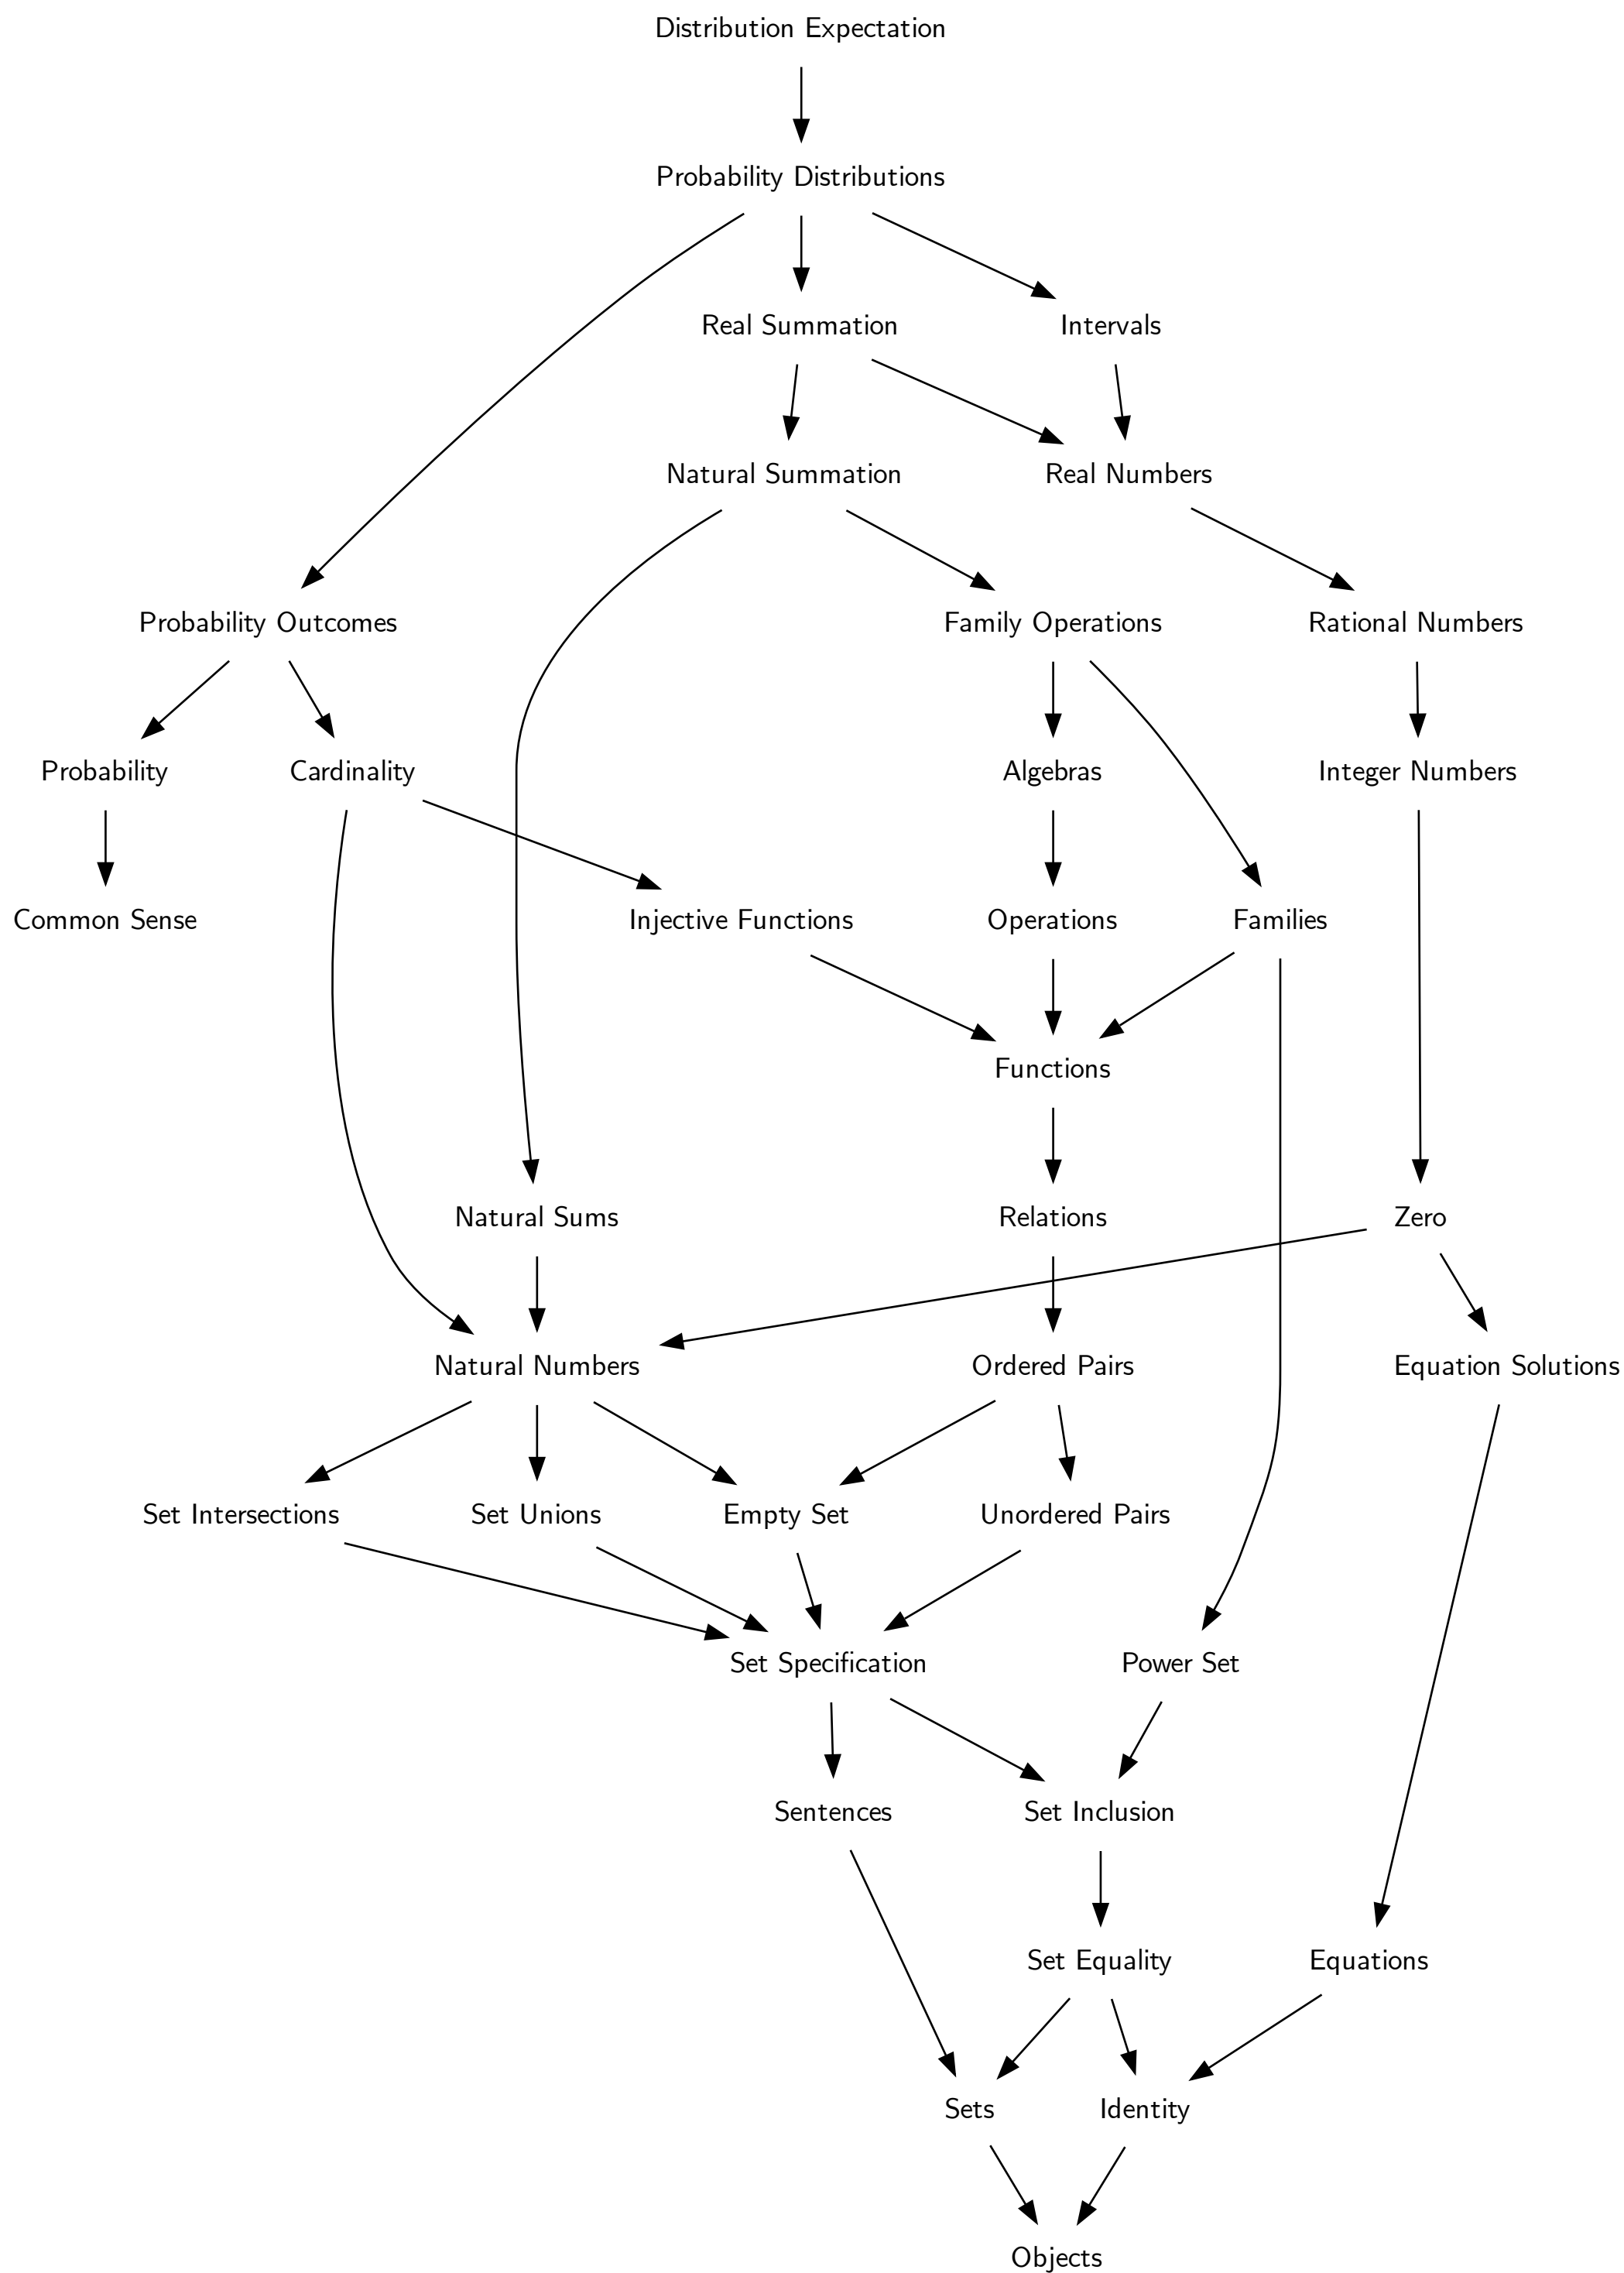 Distribution Expectation
Probability Distributions
Real Summation
Intervals
Natural Summation
Real Numbers
Probability Outcomes
Family Operations
Rational Numbers
Probability
Cardinality
Algebras
Integer Numbers
Common Sense
Injective Functions
Operations
Families
Functions
Natural Sums
Relations
Zero
Natural Numbers
Ordered Pairs
Equation Solutions
Set Intersections
Set Unions
Empty Set
Unordered Pairs
Set Specification
Power Set
Sentences
Set Inclusion
Set Equality
Equations
Sets
Identity
Objects